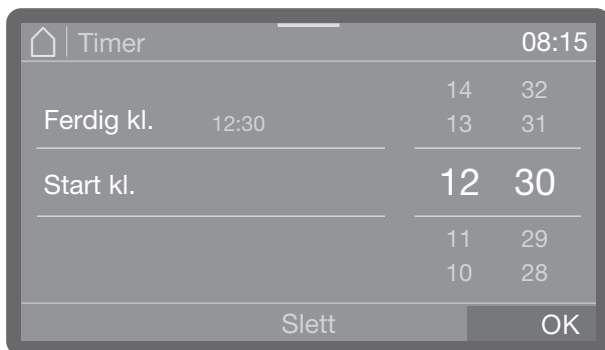 Timer 08:15
14 32
Ferdig kl. 12:30 13 31
Start kl. 12 30
11 29
10 28
Slett OK